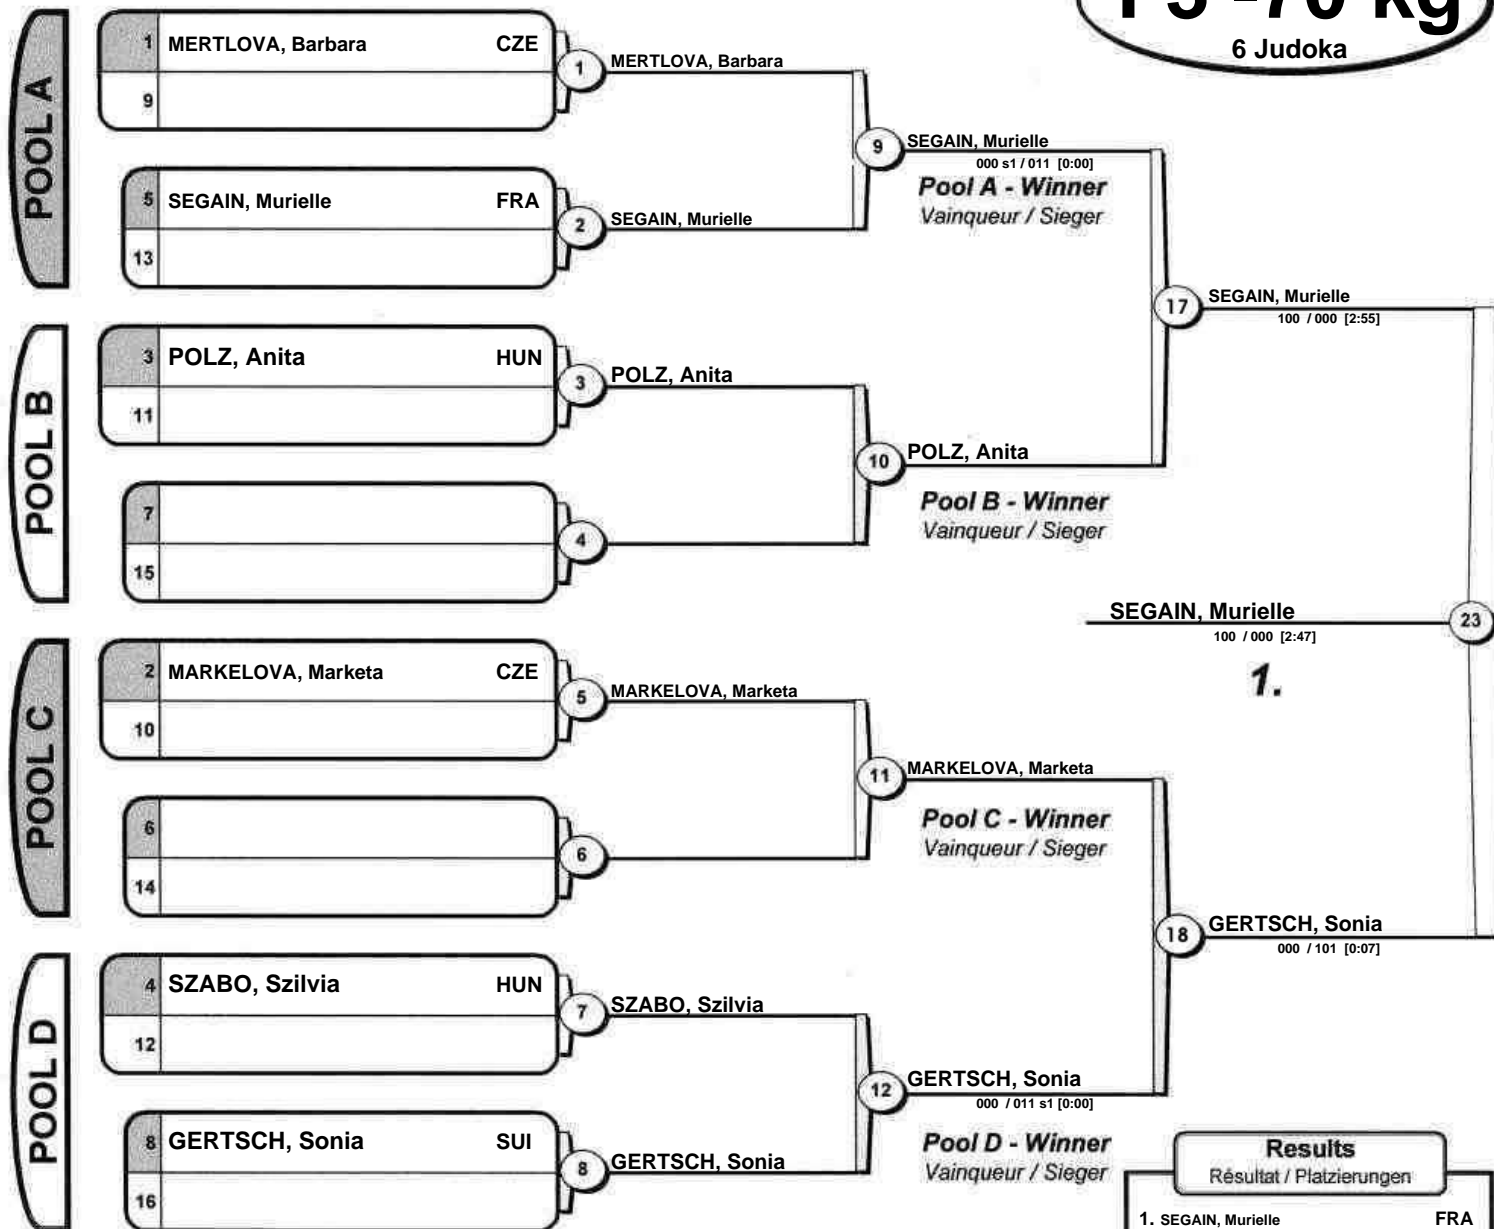 -70 kg
6 Judoka
POOL A
1 MERTLOVA, Barbara CZE
9
1 MERTLOVA, Barbara
5 SEGAIN, Murielle FRA
13
2 SEGAIN, Murielle
9 SEGAIN, Murielle
000 s1 / 011 [0:00]
Pool A - Winner
Vainqueur / Sieger
POOL B
3 POLZ, Anita HUN
11
3 POLZ, Anita
7
15
4
10 POLZ, Anita
Pool B - Winner
Vainqueur / Sieger
17 SEGAIN, Murielle
100 / 000 [2:55]
SEGAIN, Murielle 23
100 / 000 [2:47]
1.
POOL C
2 MARKELOVA, Marketa CZE
10
5 MARKELOVA, Marketa
6
14
6
11 MARKELOVA, Marketa
Pool C - Winner
Vainqueur / Sieger
POOL D
4 SZABO, Szilvia HUN
12
7 SZABO, Szilvia
8 GERTSCH, Sonia SUI
16
8 GERTSCH, Sonia
12 GERTSCH, Sonia
000 / 011 s1 [0:00]
Pool D - Winner
Vainqueur / Sieger
18 GERTSCH, Sonia
000 / 101 [0:07]
Results
Résultat / Platzierungen
1. SEGAIN, Murielle FRA